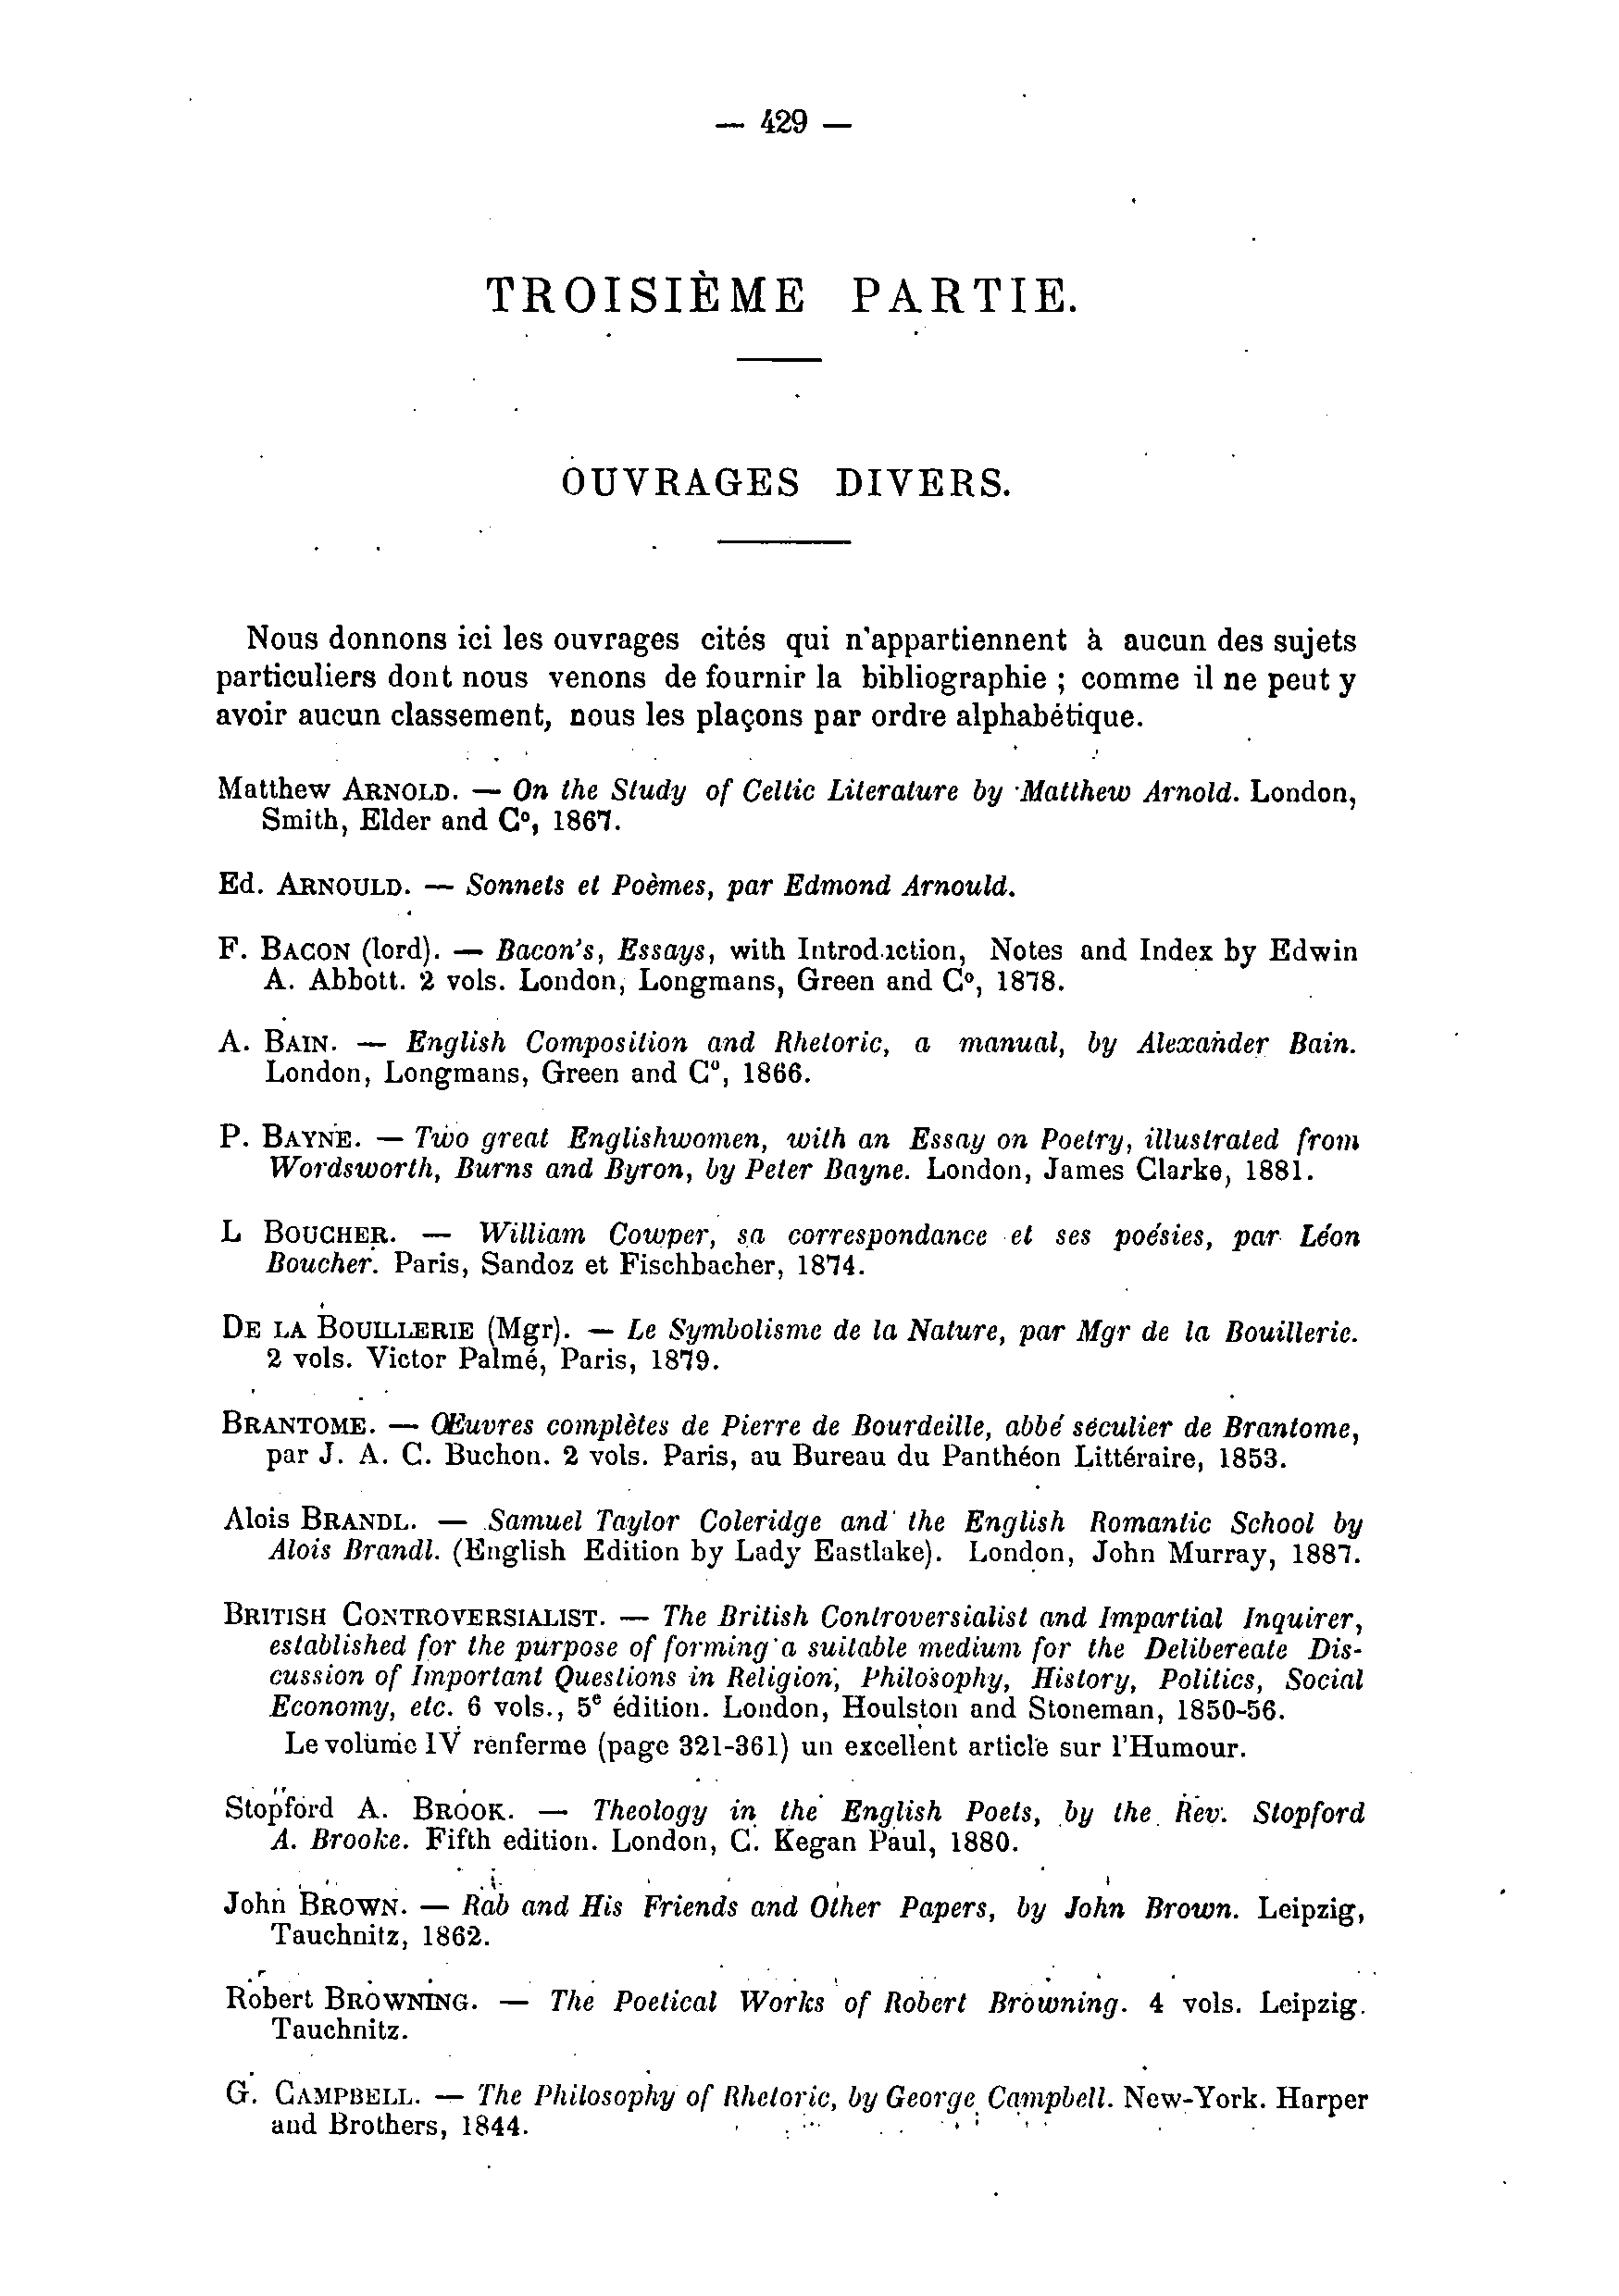 — 429 —
TROISIÈME PARTIE.
OUVRAGES DIVERS.
Nous donnons ici les ouvrages cités qui n'appartiennent à aucun des sujets
particuliers dont nous venons de fournir la bibliographie ; comme il ne peut y
avoir aucun classement, nous les plaçons par ordre alphabétique.
Matthew ARNOLD. — On the Study of Celtic Literature by Matthew Arnold. London,
Smith, Elder and C°, 1867.
Ed. ARNOULD. — Sonnets et Poèmes, par Edmond Arnould.
F. BACON (lord). — Bacon's, Essays, with Introduction, Notes and Index by Edwin
A. Abbott. 2 vols. London, Longmans, Green and C°, 1878.
A. BAIN. — English Composition and Rhetoric, a manual, by Alexander Bain.
London, Longmans, Green and C°, 1866.
P. BAYNE. — Two great Englishwomen, with an Essay on Poetry, illustrated from
Wordsworth, Burns and Byron, by Peter Bayne. London, James Clarke, 1881.
L BOUCHER. — William Cowper, sa correspondance et ses poésies, par Léon
Boucher. Paris, Sandoz et Fischbacher, 1874.
DE LA BOUILLERIE (Mgr). — Le Symbolisme de la Nature, par Mgr de la Bouillerie.
2 vols. Victor Palmé, Paris, 1879.
BRANTOME. — Œuvres complètes de Pierre de Bourdeille, abbé séculier de Brantome,
par J. A. C. Buchon. 2 vols. Paris, au Bureau du Panthéon Littéraire, 1853.
Alois BRANDL. — Samuel Taylor Coleridge and the English Romantic School by
Alois Brandl. (English Edition by Lady Eastlake). London, John Murray, 1887.
BRITISH CONTROVERSIALIST. — The British Controversialist and Impartial Inquirer,
established for the purpose of forming a suitable medium for the Delibereate Dis-
cussion of Important Questions in Religion, Philosophy, History, Politics, Social
Economy, etc. 6 vols., 5e édition. London, Houlston and Stoneman, 1850-56.
Le volume IV renferme (page 321-361) un excellent article sur l'Humour.
Stopford A. BROOK. — Theology in the English Poets, by the Rev. Stopford
A. Brooke. Fifth edition. London, C. Kegan Paul, 1880.
John BROWN. — Rab and His Friends and Other Papers, by John Brown. Leipzig,
Tauchnitz, 1862.
Robert BROWNING. — The Poetical Works of Robert Browning. 4 vols. Leipzig.
Tauchnitz.
G. CAMPBELL. — The Philosophy of Rhetoric, by George Campbell. New-York. Harper
and Brothers, 1844.